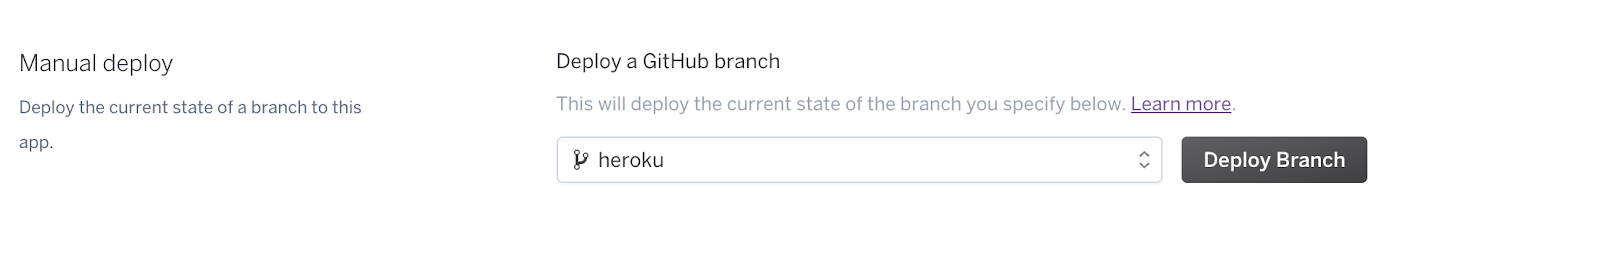 Manual deploy
Deploy the current state of a branch to this
app.
Deploy a GitHub branch
This will deploy the current state of the branch you specify below. Learn more.
heroku
Deploy Branch